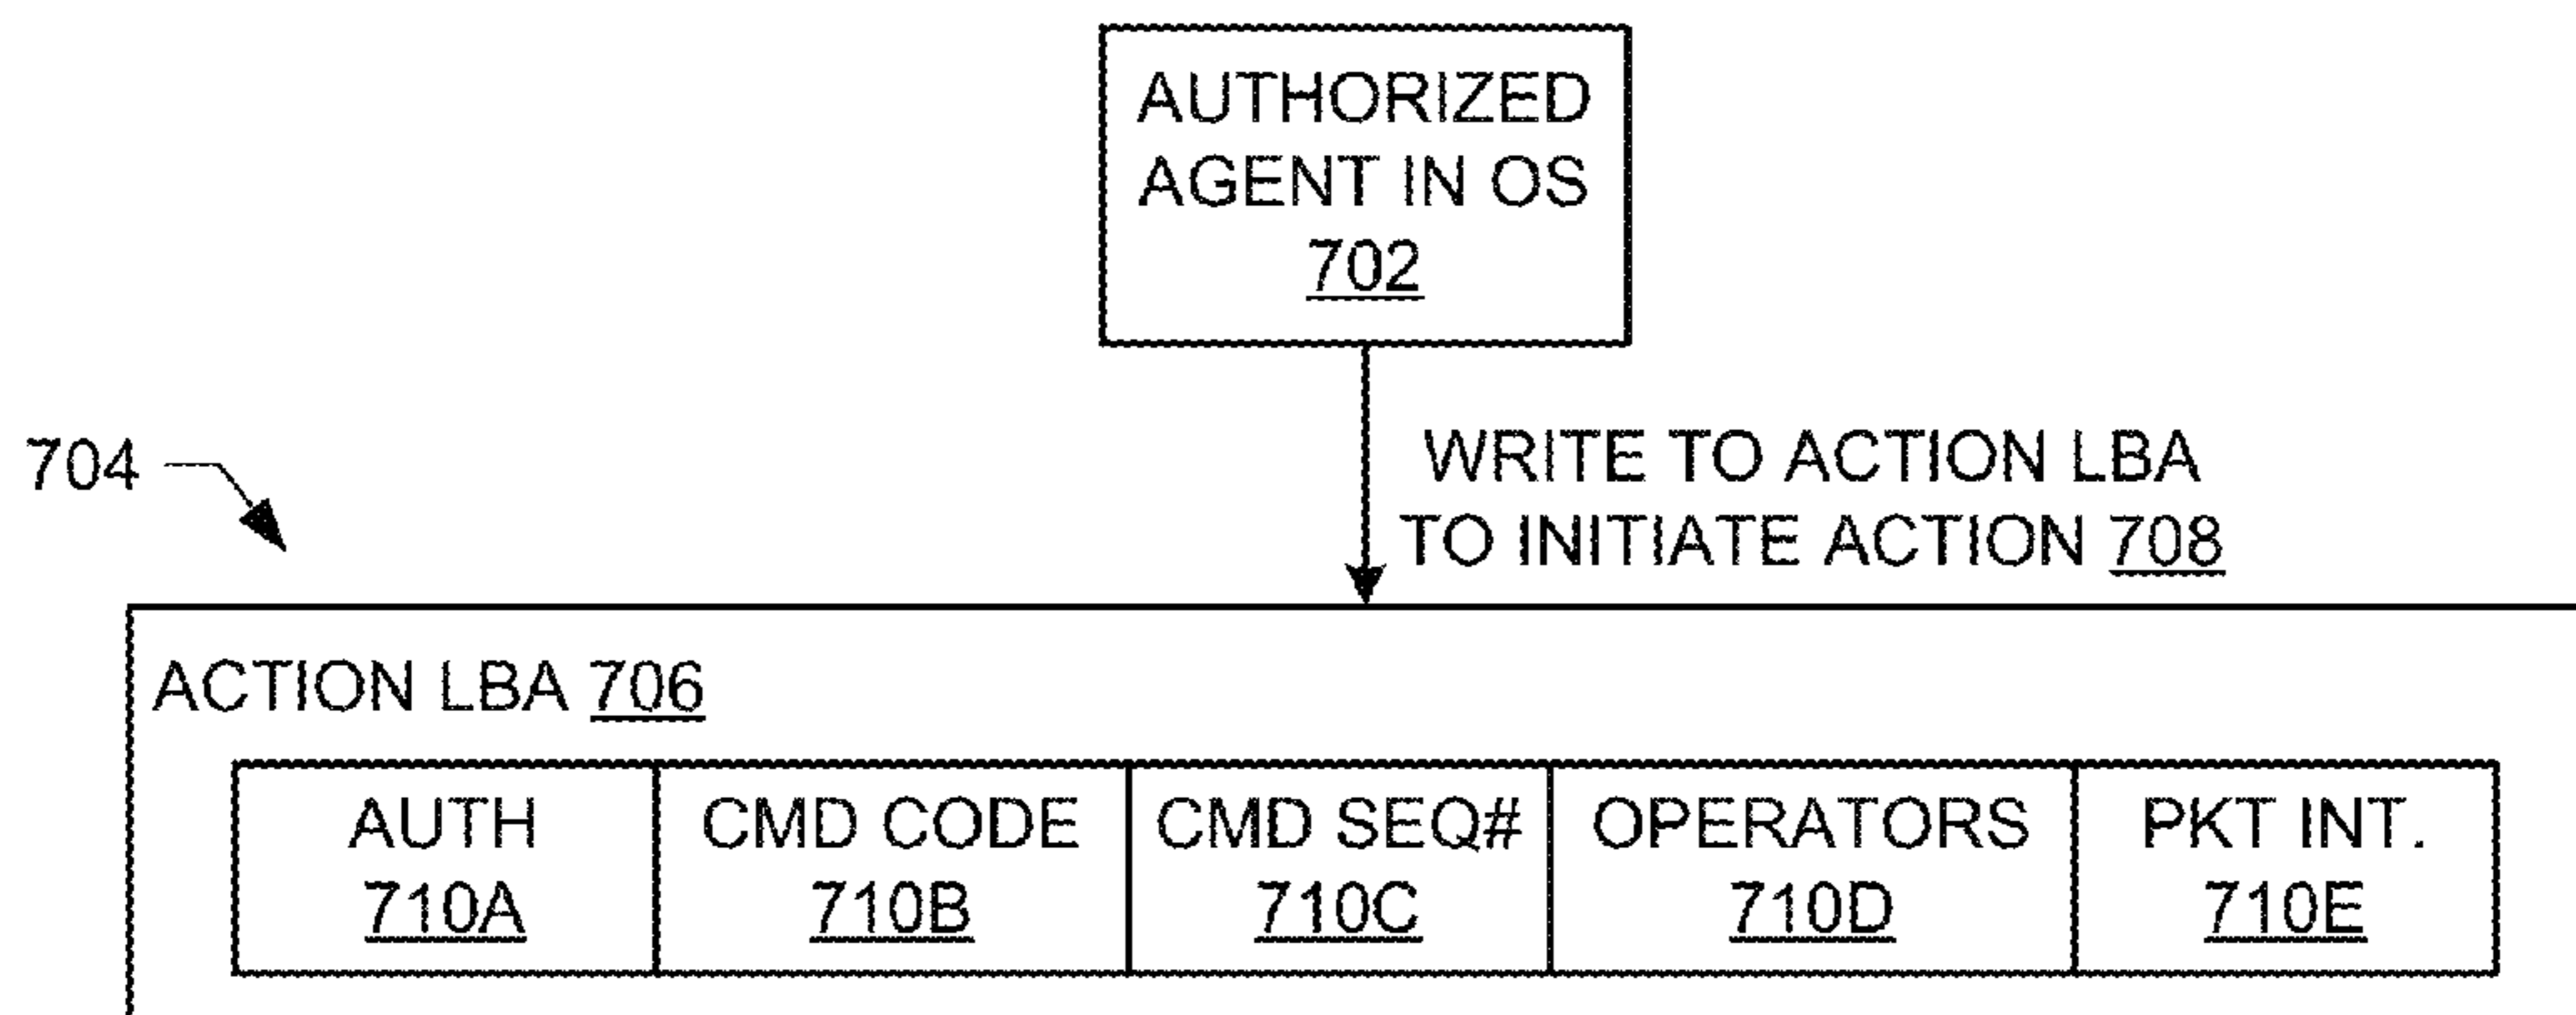 AUTHORIZED
AGENT IN OS
702
704
WRITE TO ACTION LBA
TO INITIATE ACTION 708
ACTION LBA 706
AUTH CMD CODE CMD SEQ# OPERATORS PKT INT.
710A 710B 710C 710D 710E